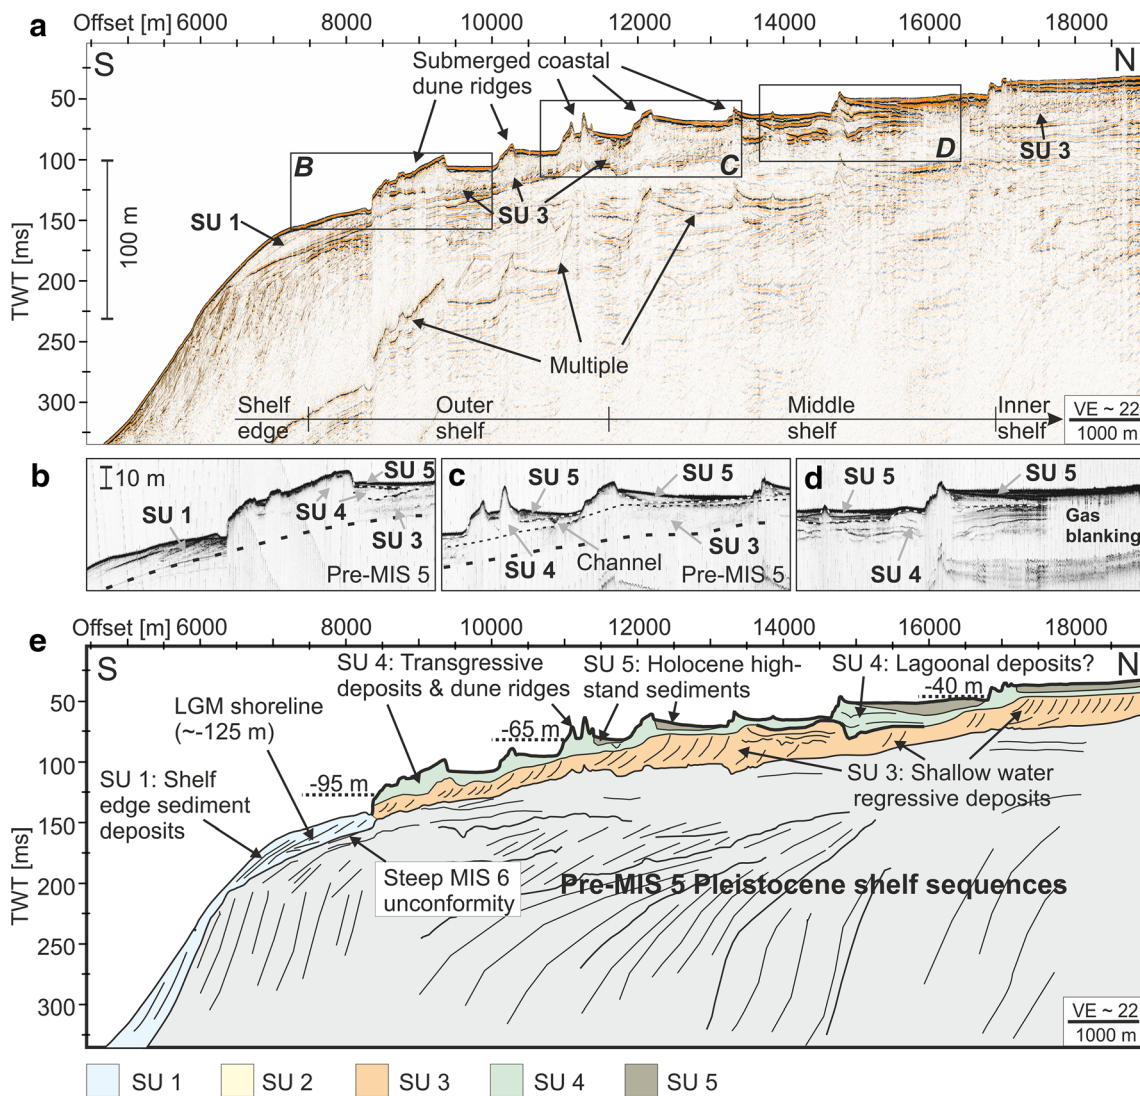 a
Offset [m] 6000 8000 10000 12000 14000 16000 18000
S
N
Submerged coastal
dune ridges
B
C
D
SU 3
SU 1
SU 3
100 m
Multiple
TWT [ms]
50
100
150
200
250
300
Shelf
edge
Outer
shelf
Middle
shelf
Inner
shelf
VE ~ 22
1000 m
b
10 m
SU 5
SU 1
SU 4
SU 3
Pre-MIS 5
c
SU 5
SU 3
Channel
SU 4
Pre-MIS 5
d
SU 5
SU 5
Gas
blanking
SU 4
e
Offset [m] 6000 8000 10000 12000 14000 16000 18000
S
N
SU 4: Transgressive
deposits & dune ridges
SU 5: Holocene high-
stand sediments
SU 4: Lagoonal deposits?
-40 m
LGM shoreline
(~-125 m)
-65 m
-95 m
SU 1: Shelf
edge sediment
deposits
SU 3: Shallow water
regressive deposits
Steep MIS 6
unconformity
Pre-MIS 5 Pleistocene shelf sequences
TWT [ms]
50
100
150
200
250
300
VE ~ 22
1000 m
SU 1 SU 2 SU 3 SU 4 SU 5